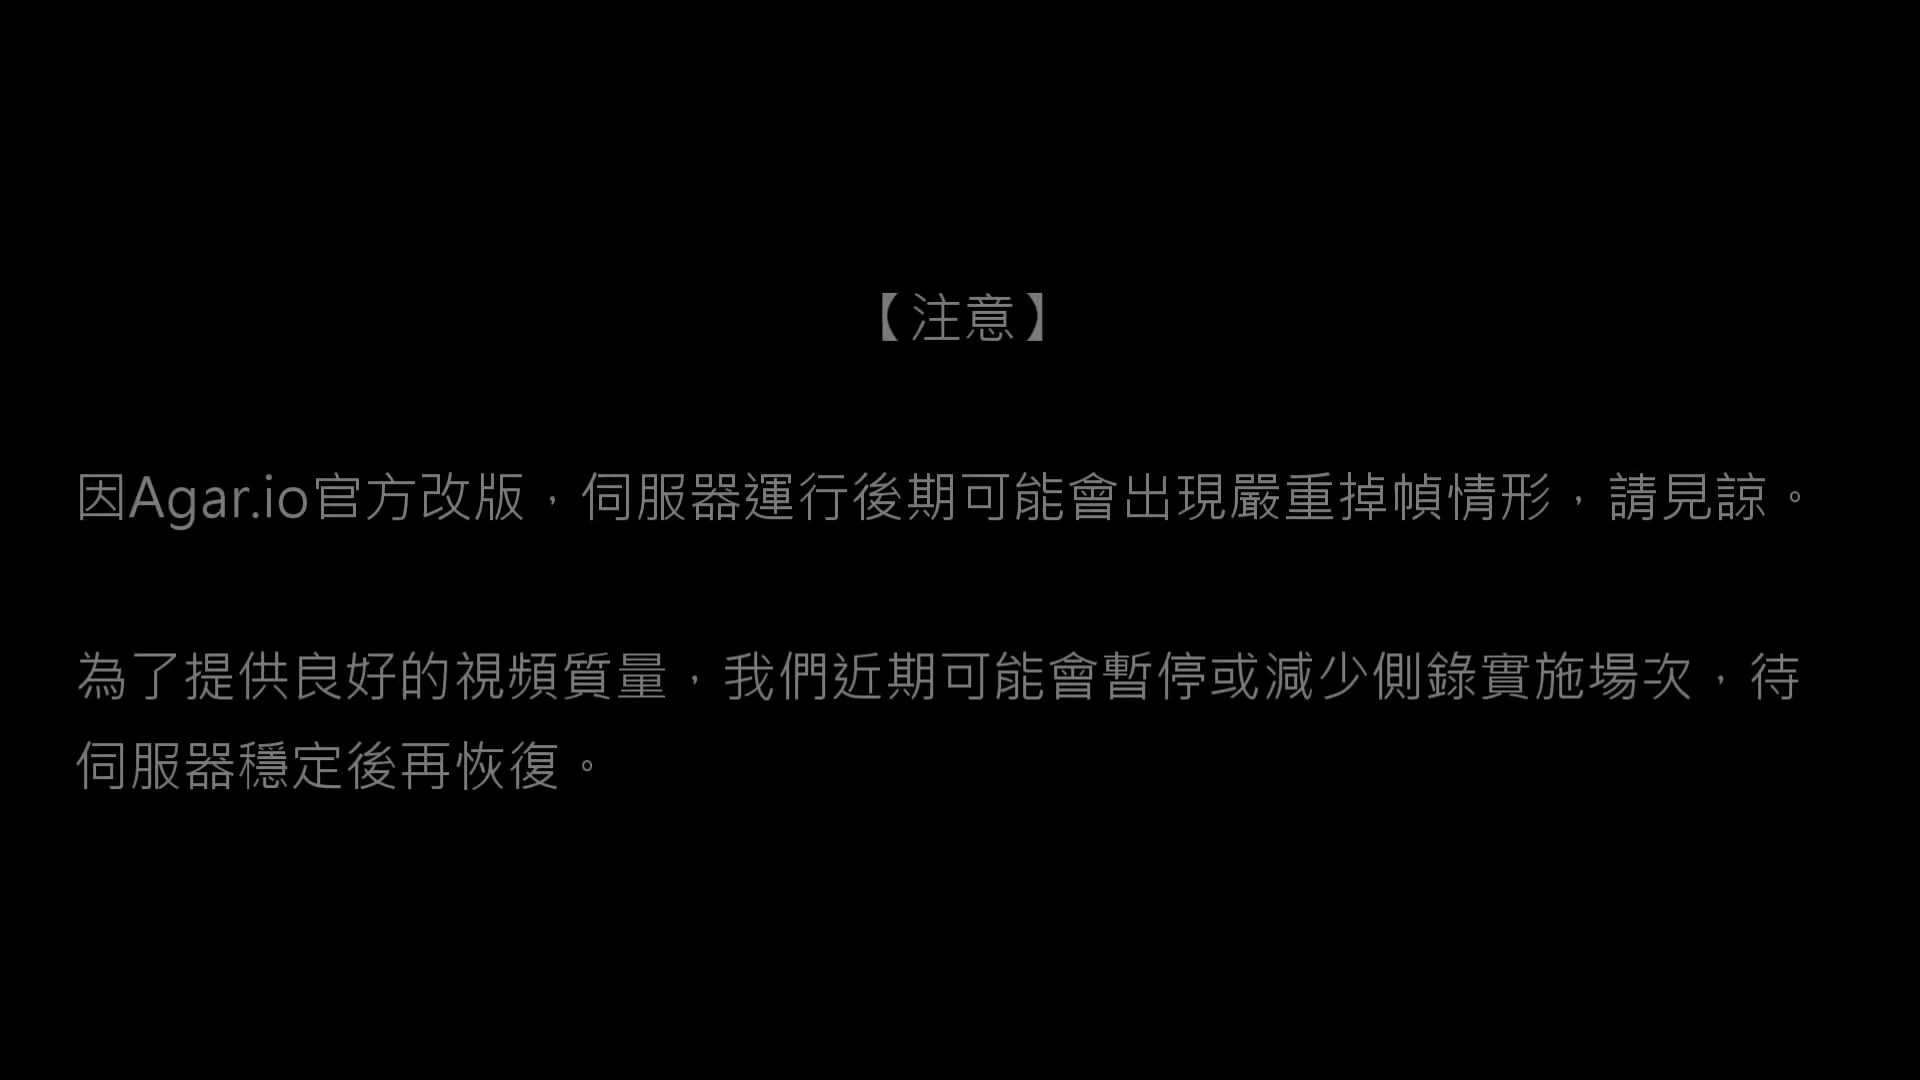 【注意】
因Agar.io官方改版，伺服器運行後期可能會出現嚴重掉幀情形，請見諒。
為了提供良好的視頻質量，我們近期可能會暫停或減少側錄實施場次，待
伺服器穩定後再恢復。